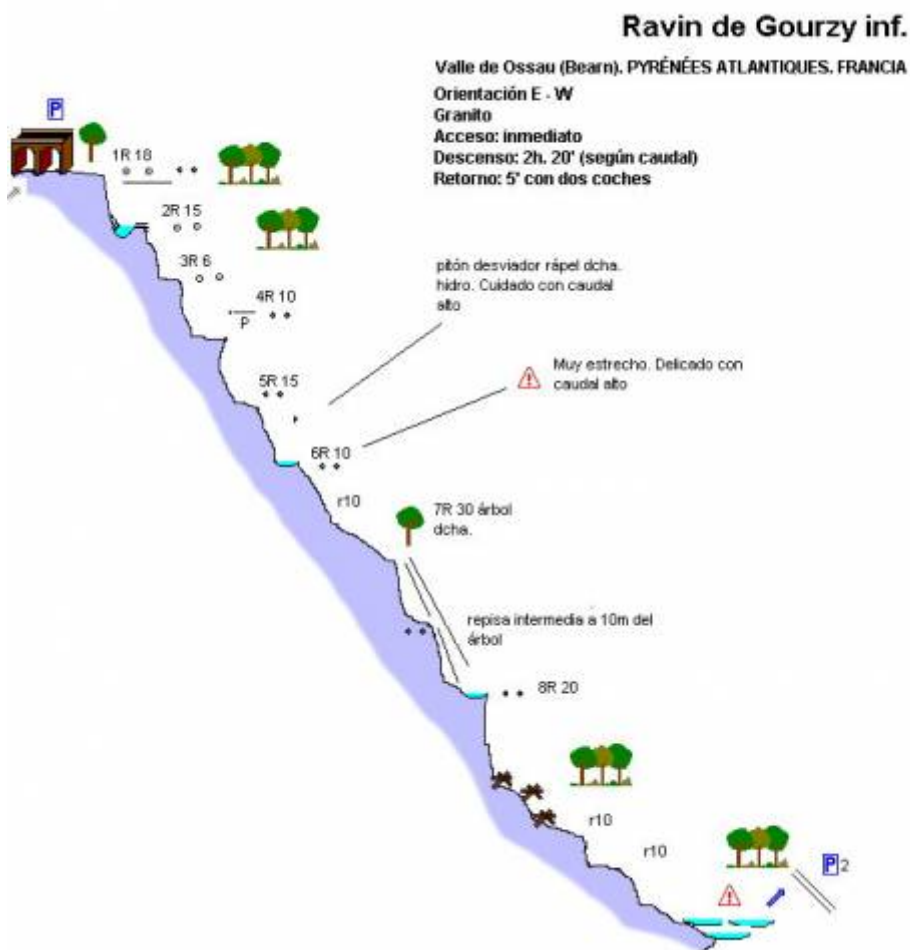 Ravin de Gourzy inf.
Valle de Ossau (Bearn). PYRÉNÉES ATLANTIQUES. FRANCIA
Orientación E - W
Granito
Acceso: inmediato
Descenso: 2h. 20' (según caudal)
Retorno: 5' con dos coches
P
1R 18
2R 15
3R 6
pitón desviador rápel dcha.
hidro. Cuidado con caudal
alto
4R 10
P
Muy estrecho. Delicado con
caudal alto
5R 15
6R 10
r10
7R 30 árbol
dcha.
repisa intermedia a 10m del
árbol
8R 20
r10
r10
P 2